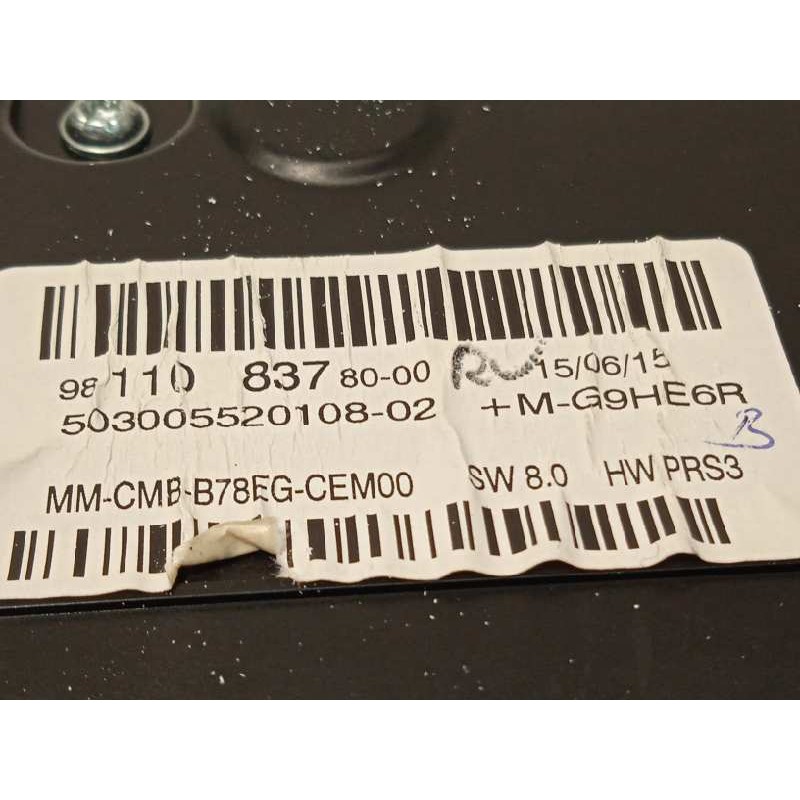 98 110 837 80-00 RV 15/06/15
503005520108-02 +M-G9HE6R
B
MM-CMB-B78EG-CEM00 SW 8.0 HW PRS3